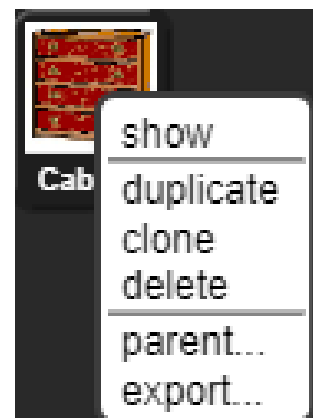 Cab
show
duplicate
clone
delete
parent...
export...